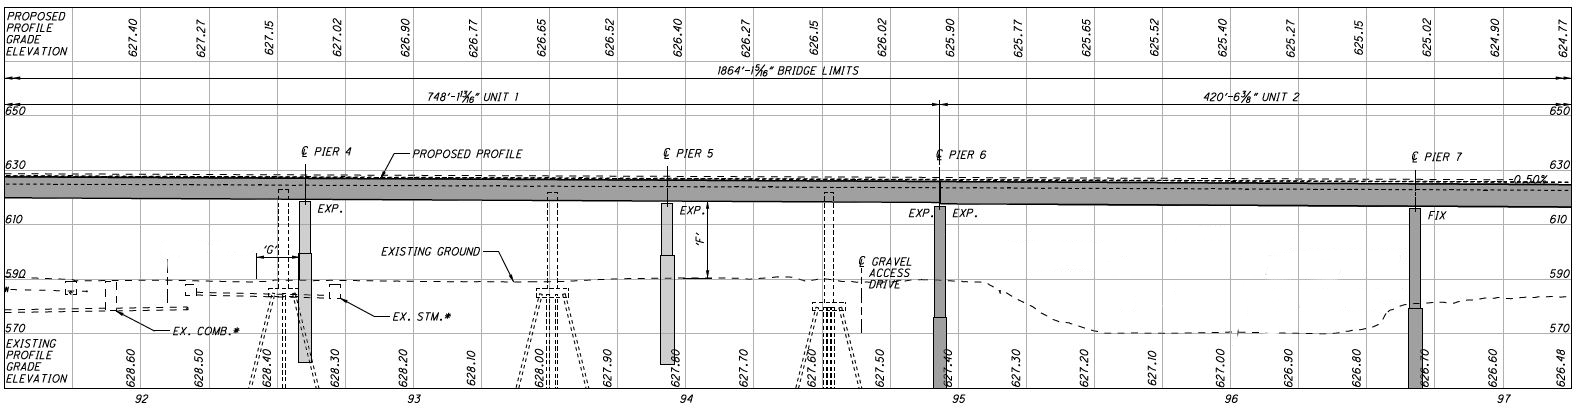 PROPOSED
PROFILE
GRADE
ELEVATION
627.40 627.27 627.15 627.02 626.90 626.77 626.65 626.52 626.40 626.27 626.15 625.90 625.77 625.65 625.52 625.40 625.27 625.15 625.02 624.90 624.77
1864'-1 5/16" BRIDGE LIMITS
748'-1 13/16" UNIT 1
420'-6 3/8" UNIT 2
650 650
℄ PIER 4
PROPOSED PROFILE
℄ PIER 5
℄ PIER 6
℄ PIER 7
630 630
-0.50%
EXP.
EXP.
EXP. EXP.
FIX
610 610
'G'
EXISTING GROUND
'F'
℄ GRAVEL
ACCESS
DRIVE
590 590
EX. COMB.*
EX. STM.*
570 570
EXISTING
PROFILE
GRADE
ELEVATION
628.60 628.50 628.40 628.30 628.20 628.10 628.00 627.90 627.80 627.70 627.60 627.50 627.40 627.30 627.10 627.00 626.90 626.80 626.70 626.60 626.48
92 93 94 95 96 97